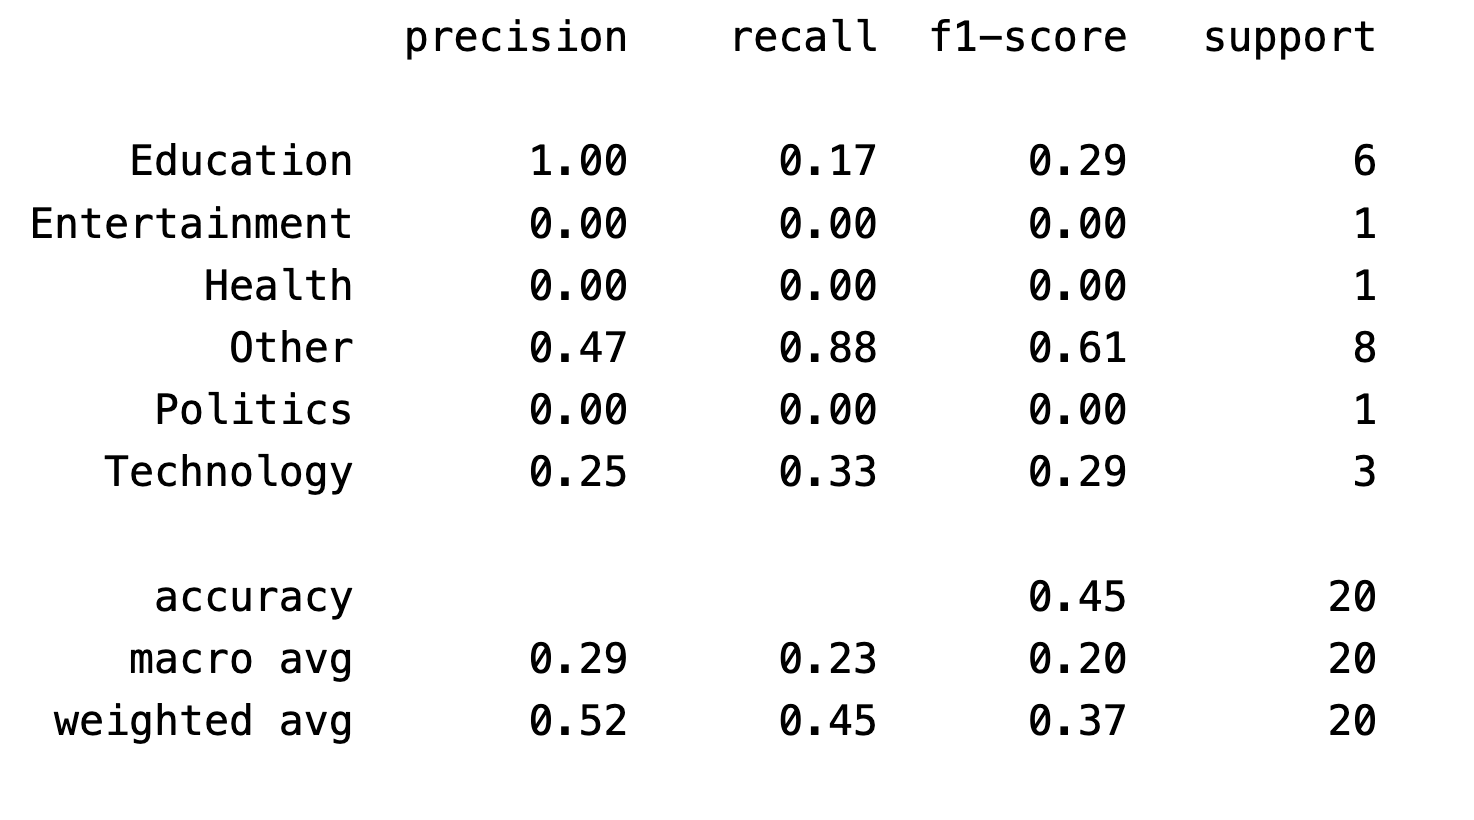 precision recall f1-score support
Education 1.00 0.17 0.29 6
Entertainment 0.00 0.00 0.00 1
Health 0.00 0.00 0.00 1
Other 0.47 0.88 0.61 8
Politics 0.00 0.00 0.00 1
Technology 0.25 0.33 0.29 3
accuracy 0.45 20
macro avg 0.29 0.23 0.20 20
weighted avg 0.52 0.45 0.37 20